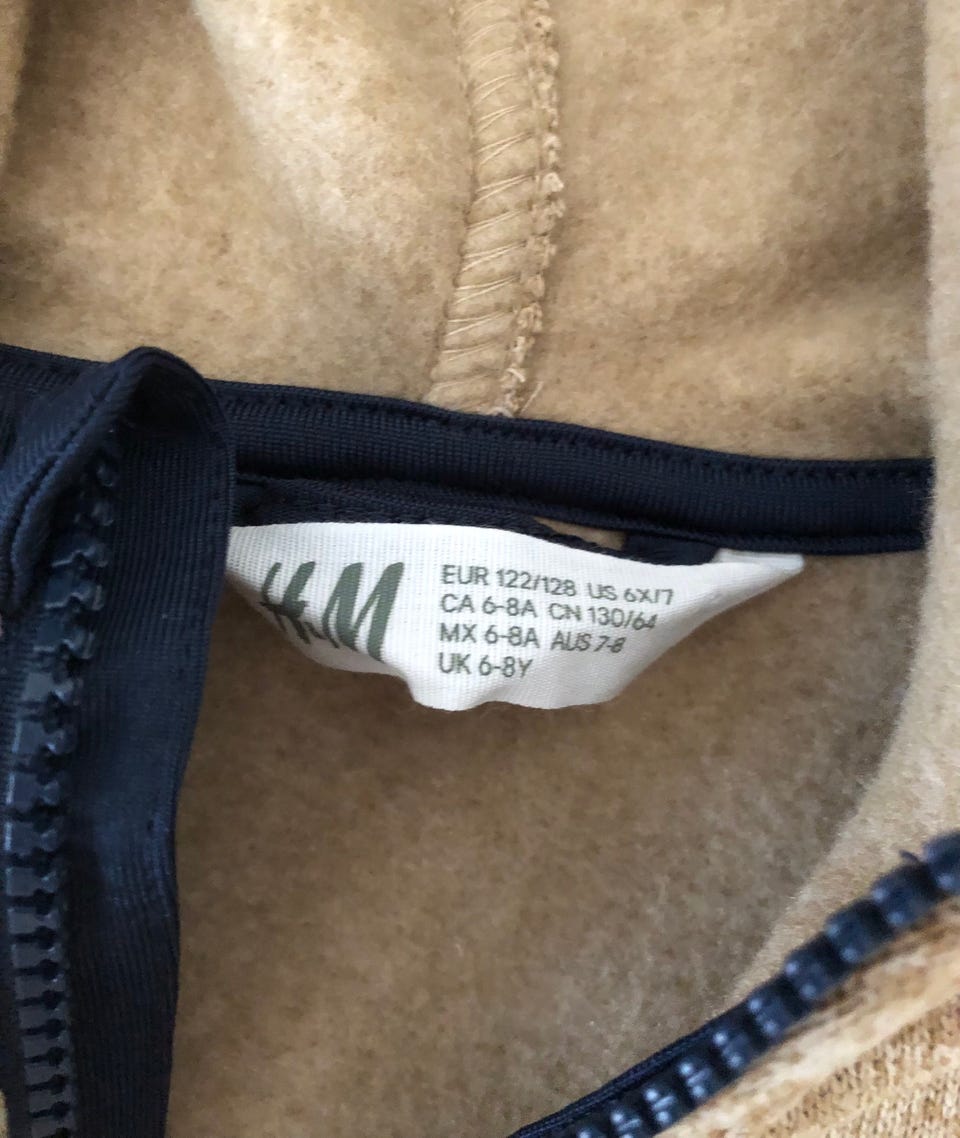 H&M
EUR 122/128 US 6X/7
CA 6-8A CN 130/64
MX 6-8A AUS 7-8
UK 6-8Y